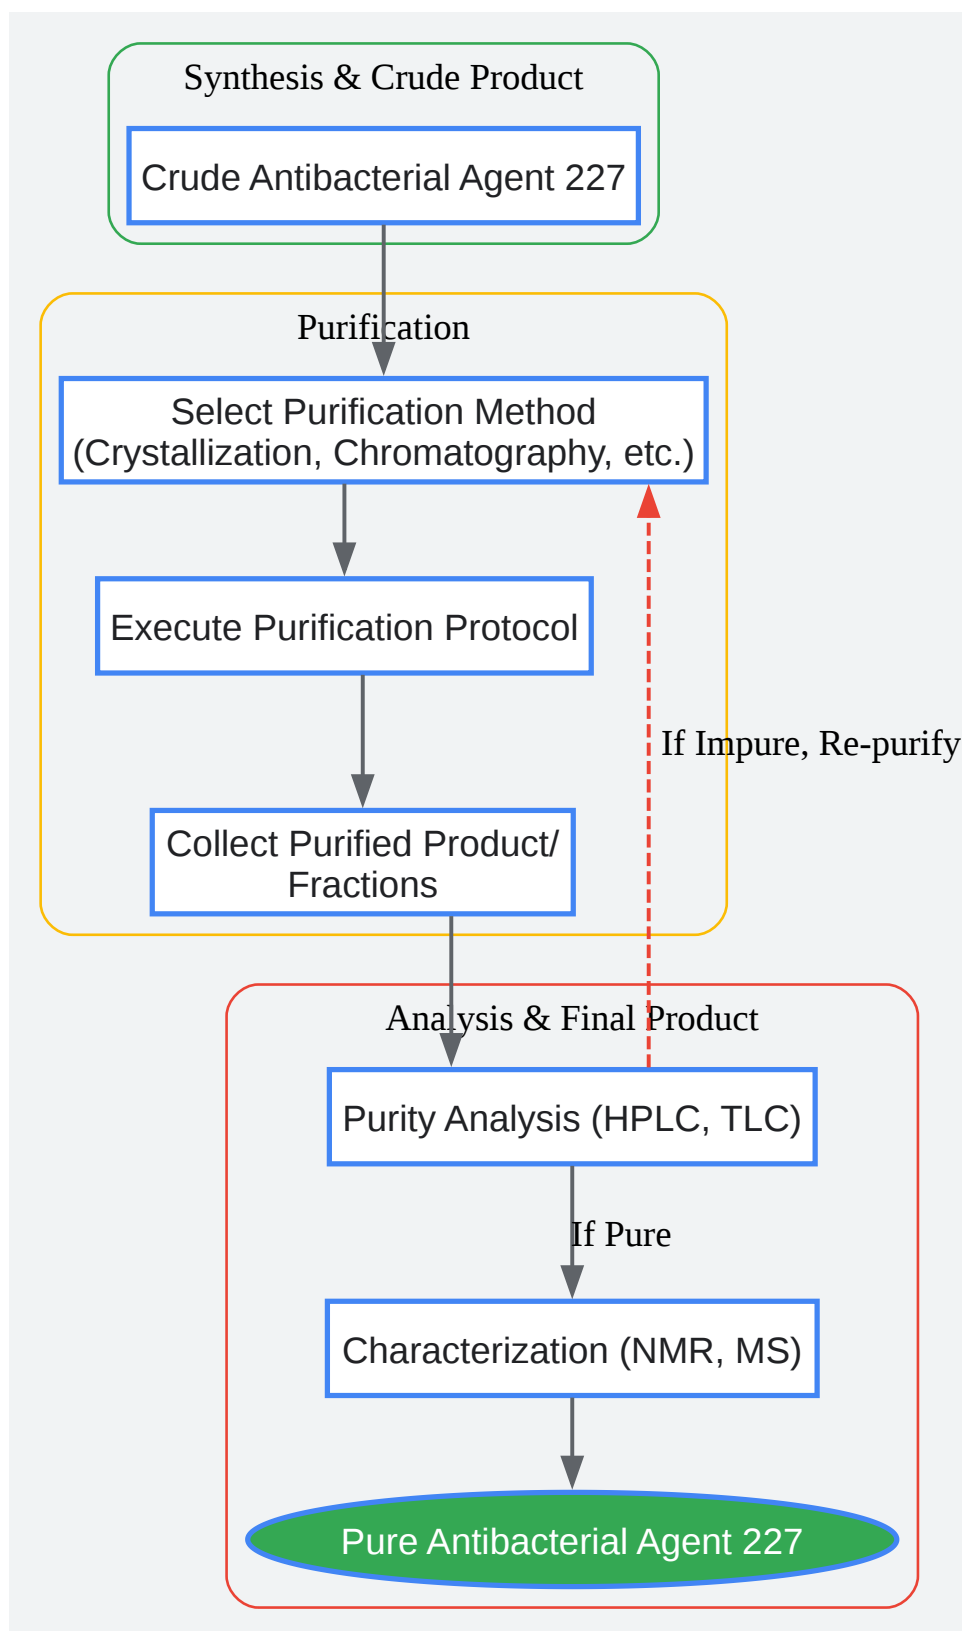 Synthesis & Crude Product
Crude Antibacterial Agent 227
Purification
Select Purification Method
(Crystallization, Chromatography, etc.)
Execute Purification Protocol
If Impure, Re-purify
Collect Purified Product/
Fractions
Analysis & Final Product
Purity Analysis (HPLC, TLC)
If Pure
Characterization (NMR, MS)
Pure Antibacterial Agent 227